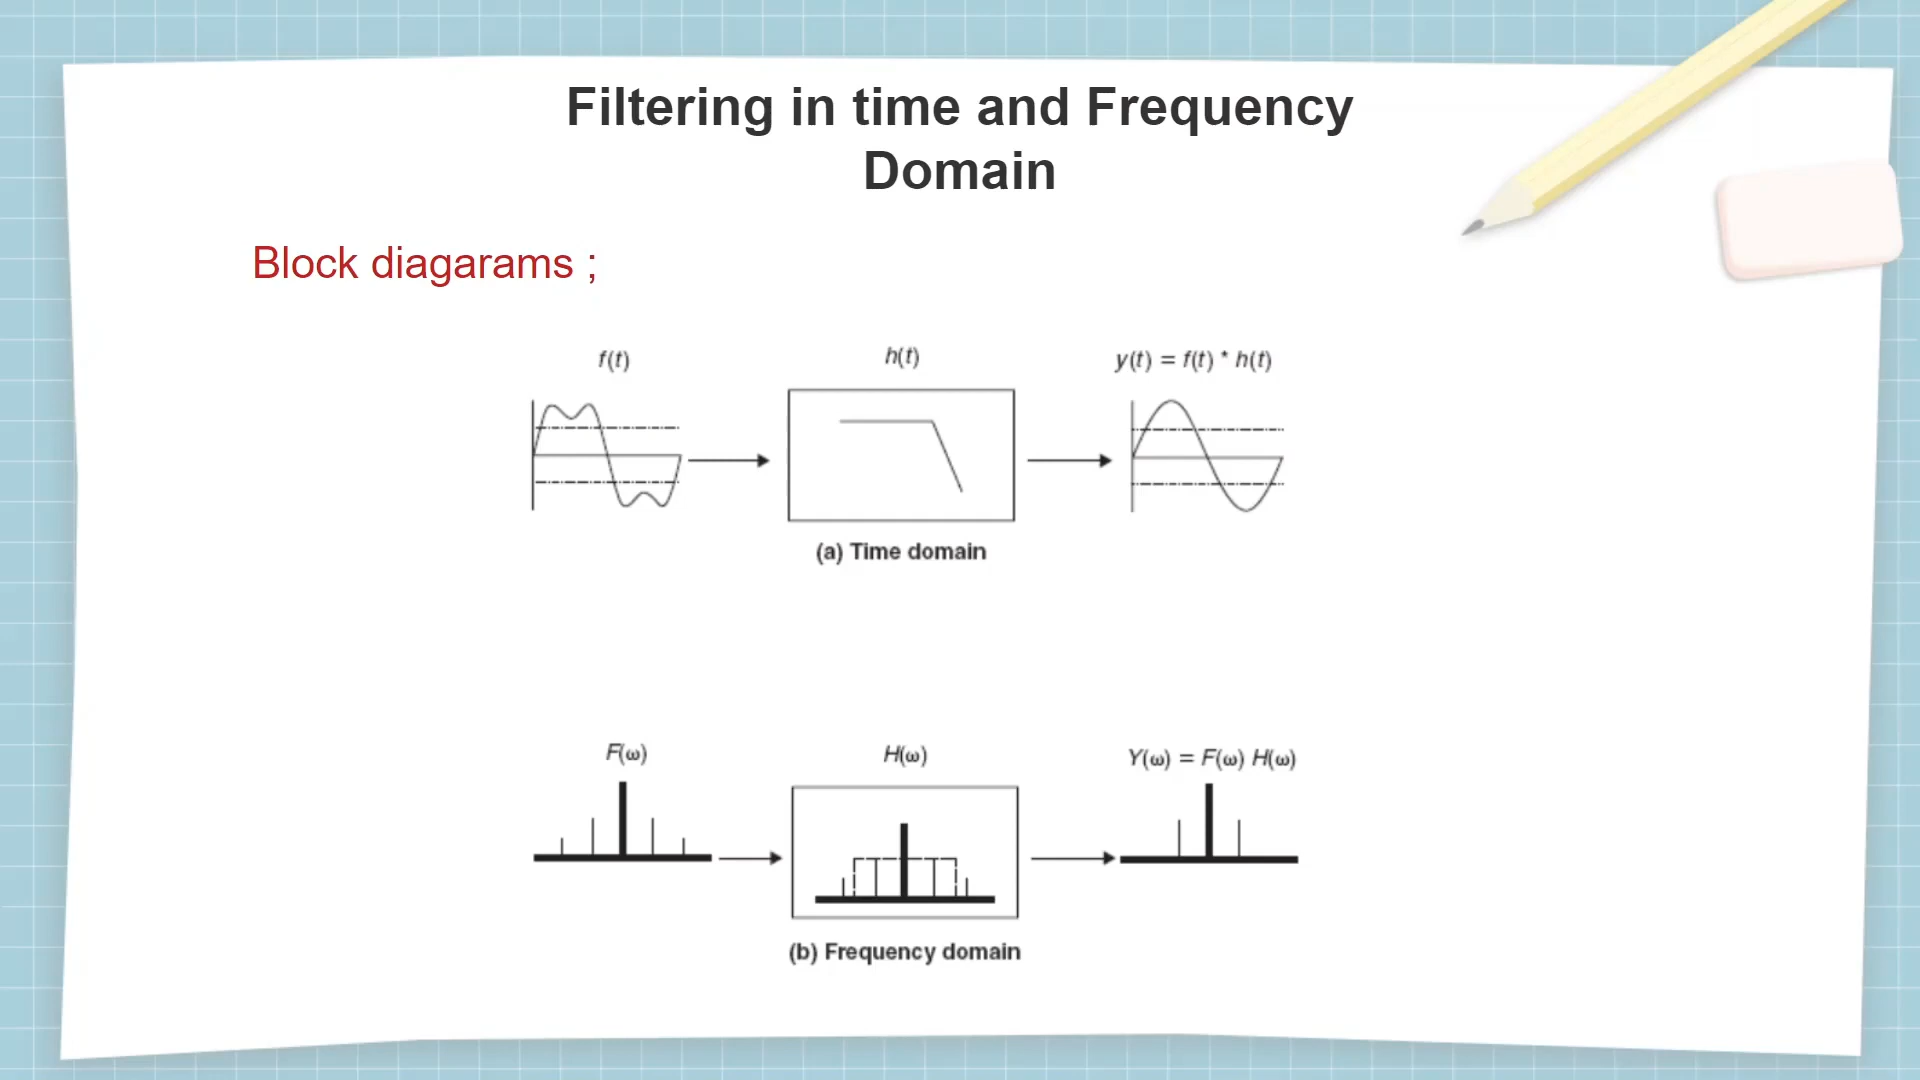 Filtering in time and Frequency
Domain
Block diagarams ;
f(t)
h(t)
y(t) = f(t) * h(t)
(a) Time domain
F(ω)
H(ω)
Y(ω) = F(ω) H(ω)
(b) Frequency domain